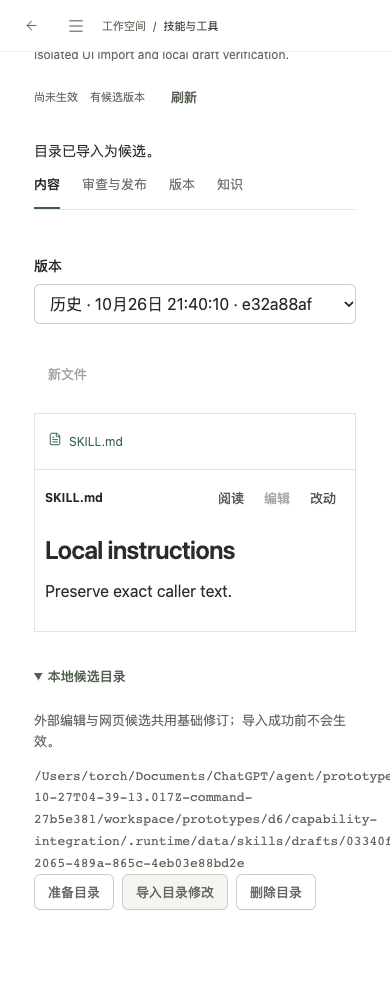 工作空间 / 技能与工具
Isolated UI import and local draft verification.
尚未生效 有候选版本 刷新
目录已导入为候选。
内容 审查与发布 版本 知识
版本
历史 · 10月26日 21:40:10 · e32a88af
新文件
SKILL.md
SKILL.md 阅读 编辑 改动
Local instructions
Preserve exact caller text.
▼ 本地候选目录
外部编辑与网页候选共用基础修订；导入成功前不会生
效。
/Users/torch/Documents/ChatGPT/agent/prototype
10-27T04-39-13.017Z-command-
27b5e381/workspace/prototypes/d6/capability-
integration/.runtime/data/skills/drafts/03340f
2065-489a-865c-4eb03e88bd2e
准备目录 导入目录修改 删除目录